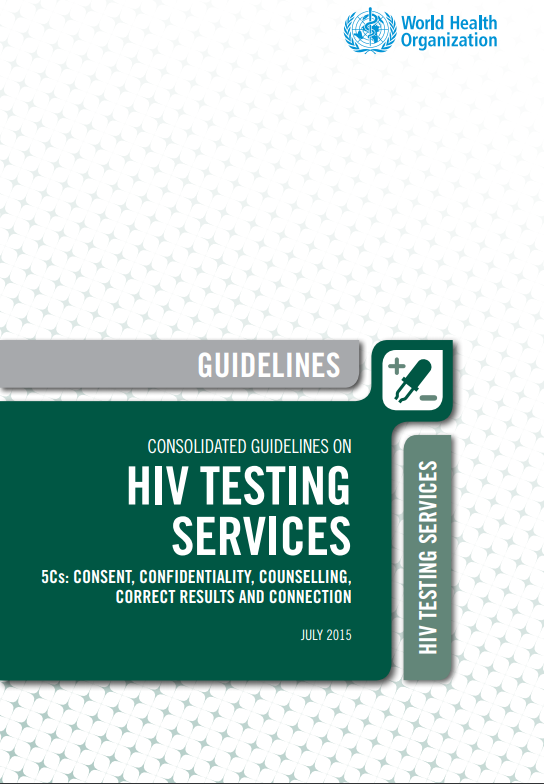 World Health
Organization
GUIDELINES
CONSOLIDATED GUIDELINES ON
HIV TESTING
SERVICES
5Cs: CONSENT, CONFIDENTIALITY, COUNSELLING,
CORRECT RESULTS AND CONNECTION
JULY 2015
HIV TESTING SERVICES